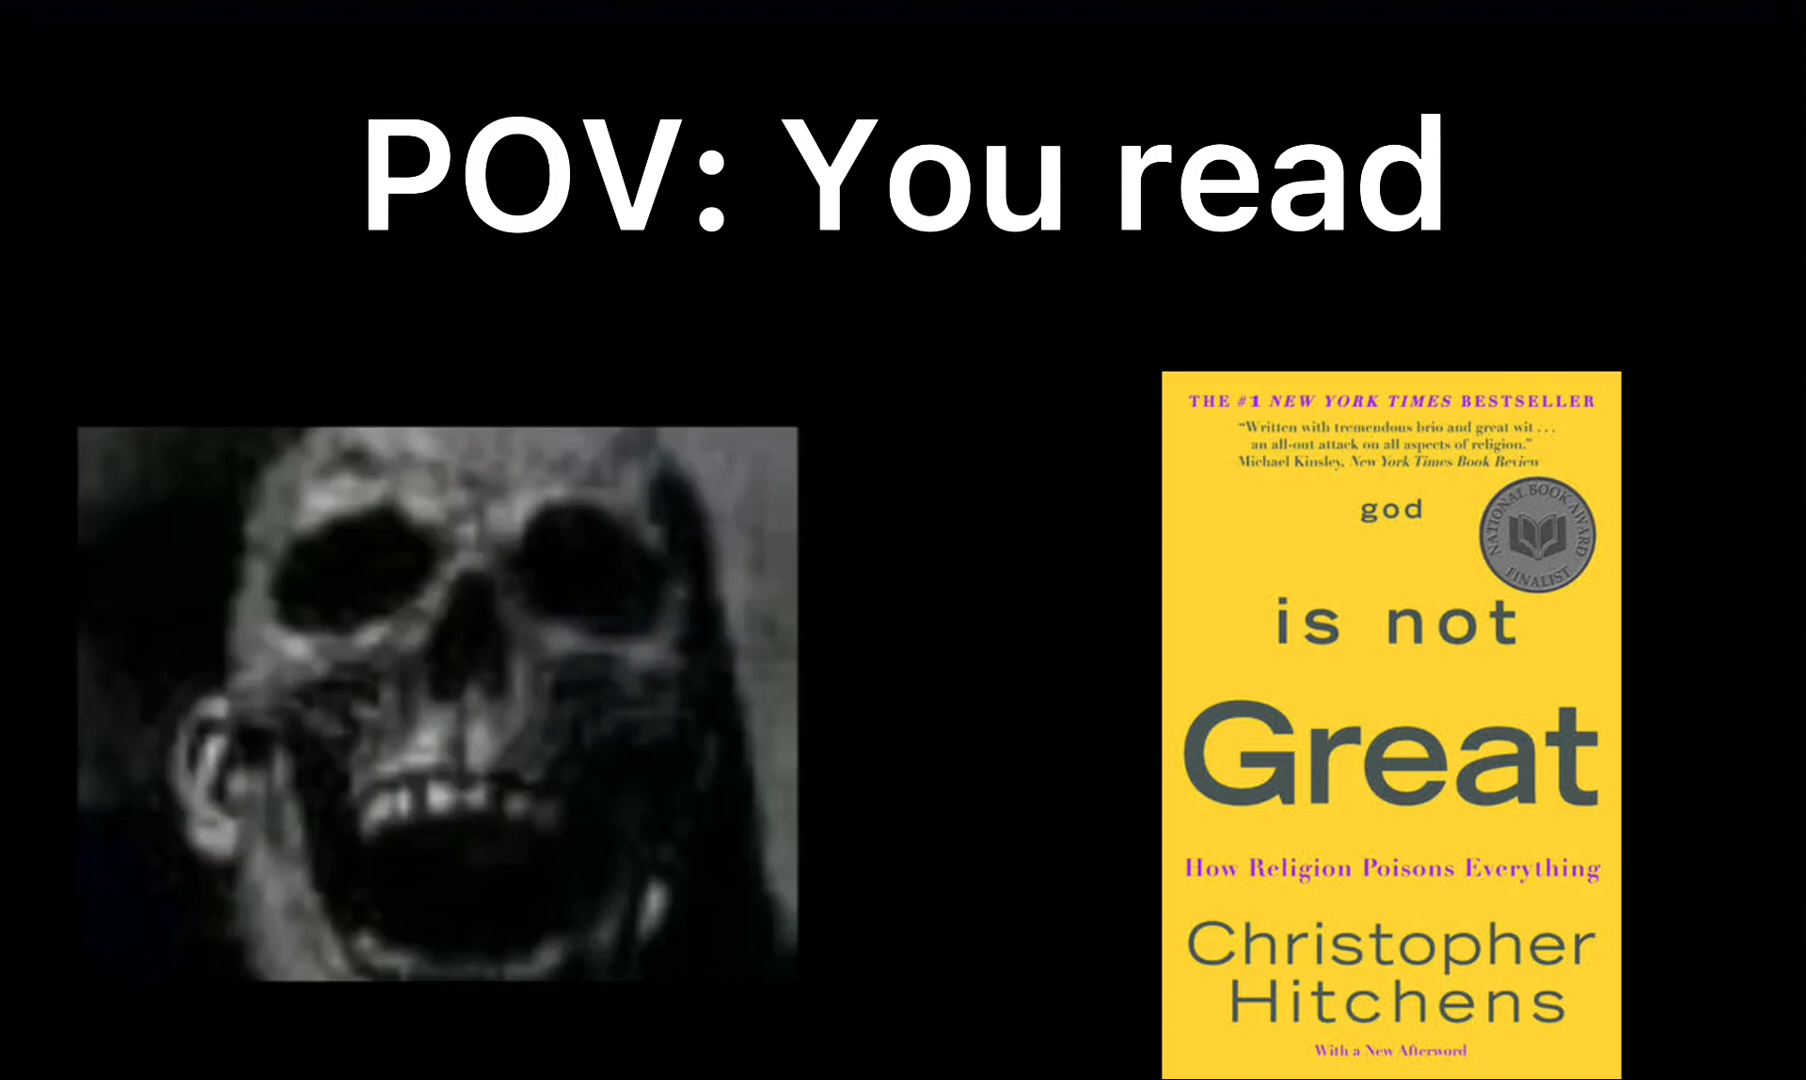 POV: You read
THE #1 NEW YORK TIMES BESTSELLER
“Written with tremendous brio and great wit . . .
an all-out attack on all aspects of religion.”
Michael Kinsley, New York Times Book Review
god
NATIONAL BOOK AWARD
FINALIST
is not
Great
How Religion Poisons Everything
Christopher
Hitchens
With a New Afterword